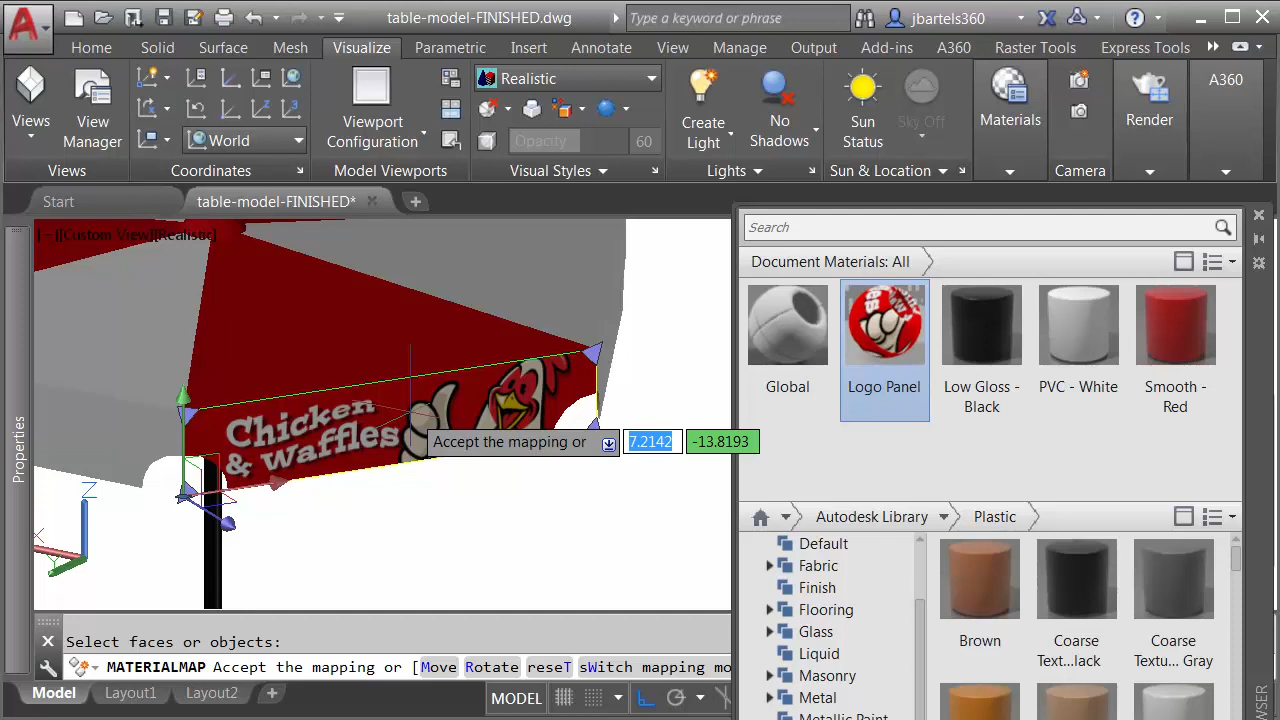 table-model-FINISHED.dwg
Type a keyword or phrase
jbartels360
Home Solid Surface Mesh Visualize Parametric Insert Annotate View Manage Output Add-ins A360 Raster Tools Express Tools
Views
View
Manager
World
Viewport
Configuration
Realistic
Opacity 60
Create
Light
No
Shadows
Sun
Status
Sky Off
Materials
Render
A360
Views Coordinates Model Viewports Visual Styles Lights Sun & Location Camera
Start table-model-FINISHED*
[–][Custom View][Realistic]
Search
Document Materials: All
Global
Logo Panel
Low Gloss -
Black
PVC - White
Smooth -
Red
Chicken
& Waffles
Accept the mapping or 7.2142 -13.8193
Properties
Z
X
Y
Autodesk Library Plastic
Default
Fabric
Finish
Flooring
Glass
Liquid
Masonry
Metal
Metallic Paint
Brown
Coarse
Text...lack
Coarse
Textu... Gray
Select faces or objects:
MATERIALMAP Accept the mapping or [Move Rotate reseT sWitch mapping mo
Model Layout1 Layout2
MODEL